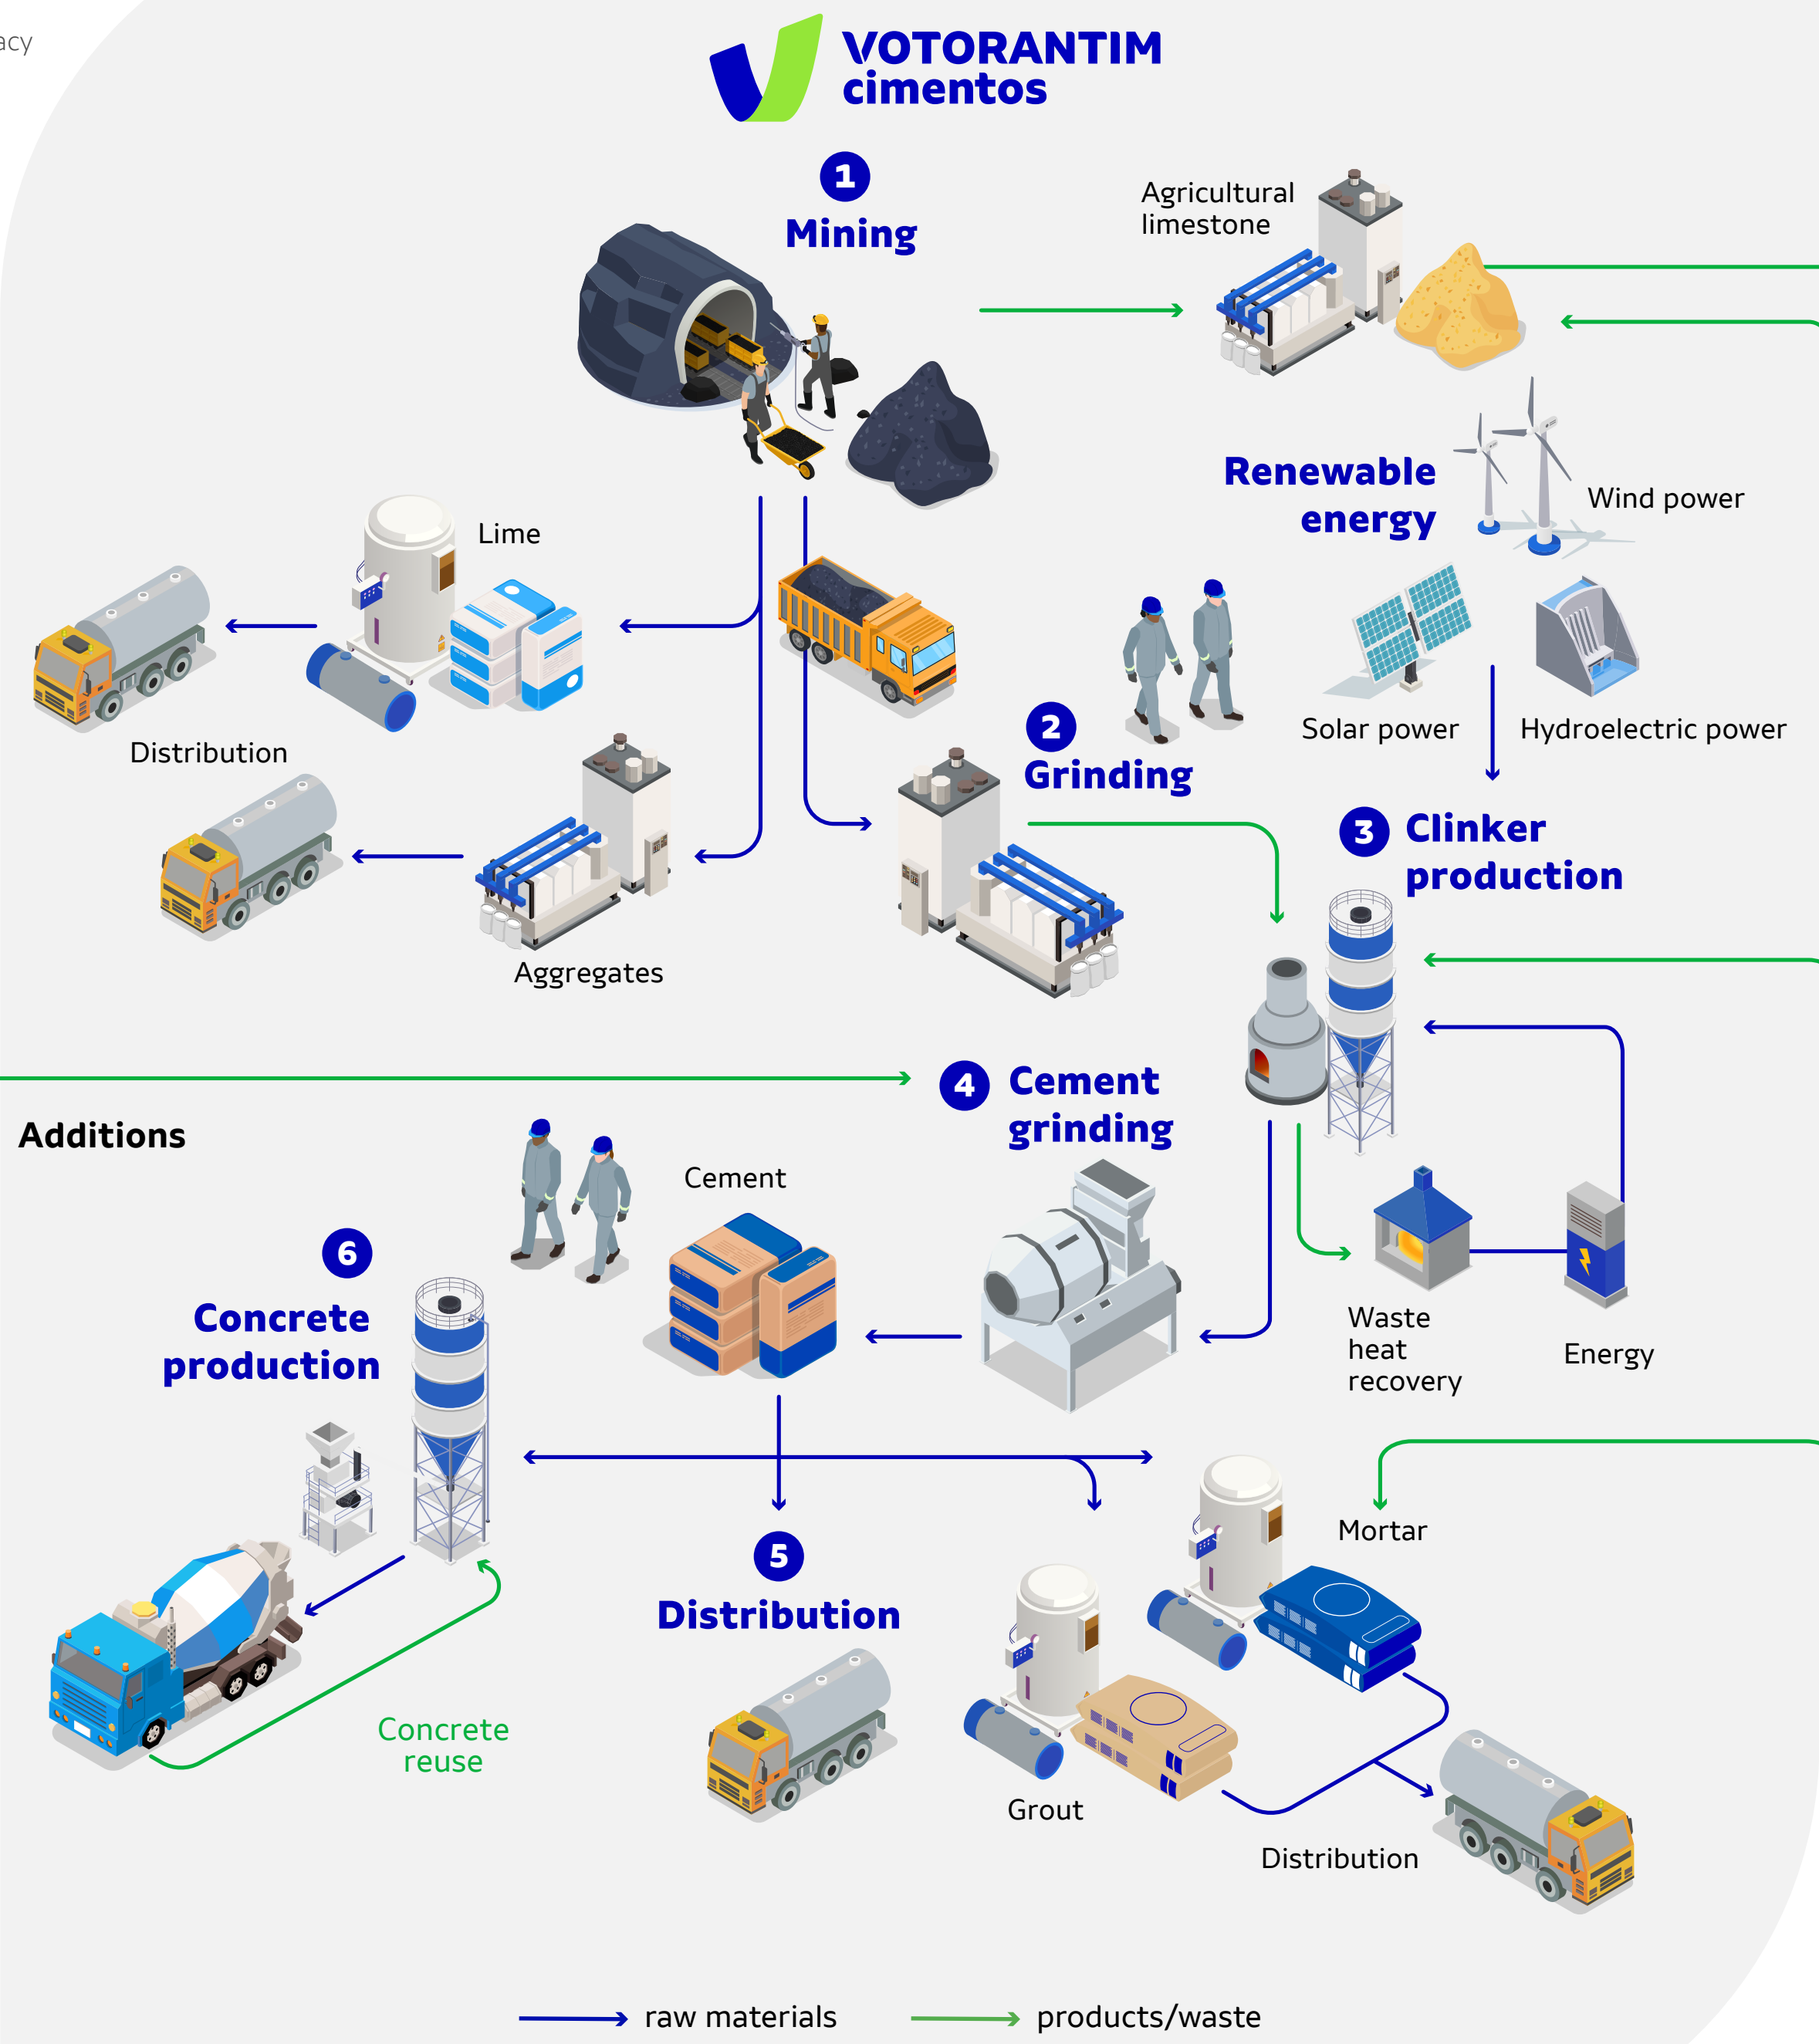 acy
VOTORANTIM
cimentos
1
Mining
Agricultural
limestone
Renewable
energy
Wind power
Lime
Solar power
Hydroelectric power
Distribution
2
Grinding
3
Clinker
production
Aggregates
4
Cement
grinding
Additions
Cement
6
Concrete
production
Waste
heat
recovery
Energy
Mortar
5
Distribution
Concrete
reuse
Grout
Distribution
raw materials
products/waste